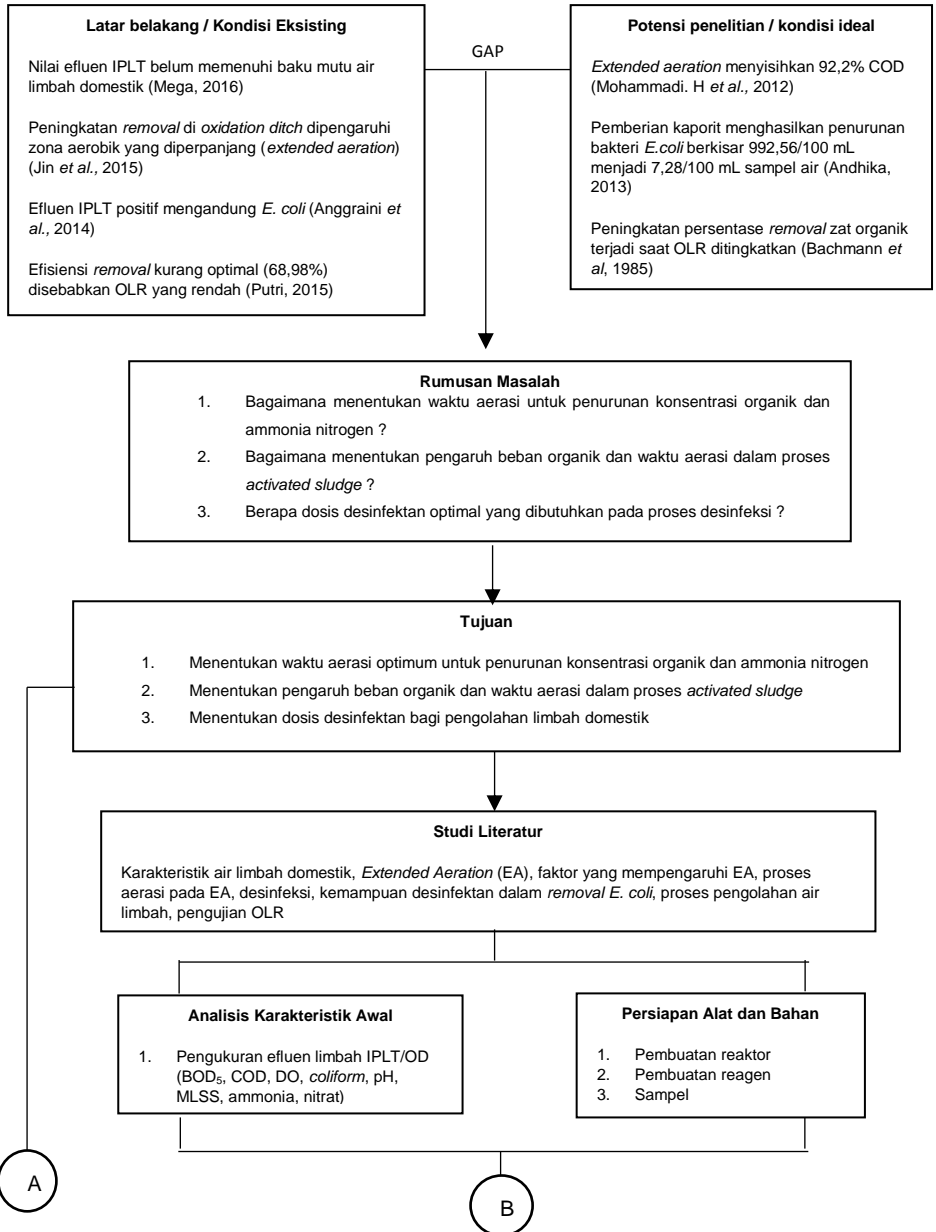 Latar belakang / Kondisi Eksisting
Nilai efluen IPLT belum memenuhi baku mutu air
limbah domestik (Mega, 2016)
Peningkatan removal di oxidation ditch dipengaruhi
zona aerobik yang diperpanjang (extended aeration)
(Jin et al., 2015)
Efluen IPLT positif mengandung E. coli (Anggraini et
al., 2014)
Efisiensi removal kurang optimal (68,98%)
disebabkan OLR yang rendah (Putri, 2015)
GAP
Potensi penelitian / kondisi ideal
Extended aeration menyisihkan 92,2% COD
(Mohammadi. H et al., 2012)
Pemberian kaporit menghasilkan penurunan
bakteri E.coli berkisar 992,56/100 mL
menjadi 7,28/100 mL sampel air (Andhika,
2013)
Peningkatan persentase removal zat organik
terjadi saat OLR ditingkatkan (Bachmann et
al, 1985)
Rumusan Masalah
1. Bagaimana menentukan waktu aerasi untuk penurunan konsentrasi organik dan
ammonia nitrogen ?
2. Bagaimana menentukan pengaruh beban organik dan waktu aerasi dalam proses
activated sludge ?
3. Berapa dosis desinfektan optimal yang dibutuhkan pada proses desinfeksi ?
Tujuan
1. Menentukan waktu aerasi optimum untuk penurunan konsentrasi organik dan ammonia nitrogen
2. Menentukan pengaruh beban organik dan waktu aerasi dalam proses activated sludge
3. Menentukan dosis desinfektan bagi pengolahan limbah domestik
Studi Literatur
Karakteristik air limbah domestik, Extended Aeration (EA), faktor yang mempengaruhi EA, proses
aerasi pada EA, desinfeksi, kemampuan desinfektan dalam removal E. coli, proses pengolahan air
limbah, pengujian OLR
Analisis Karakteristik Awal
1. Pengukuran efluen limbah IPLT/OD
(BOD₅, COD, DO, coliform, pH,
MLSS, ammonia, nitrat)
Persiapan Alat dan Bahan
1. Pembuatan reaktor
2. Pembuatan reagen
3. Sampel
A
B